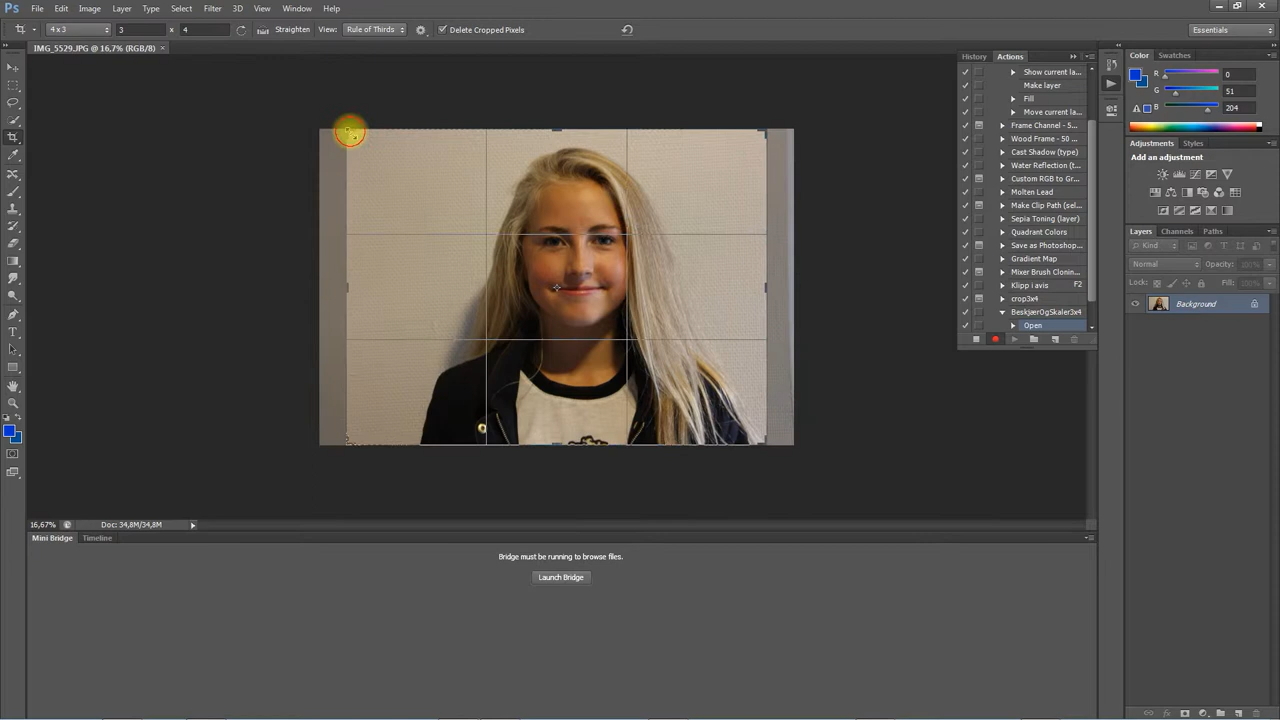 Ps File Edit Image Layer Type Select Filter 3D View Window Help
4 x 3 3 x 4 Straighten View: Rule of Thirds Delete Cropped Pixels Essentials
IMG_5529.JPG @ 16,7% (RGB/8) ×
History Actions
Show current la...
Make layer
Fill
Move current la...
Frame Channel - 5...
Wood Frame - 50 ...
Cast Shadow (type)
Water Reflection (t...
Custom RGB to Gr...
Molten Lead
Make Clip Path (sel...
Sepia Toning (layer)
Quadrant Colors
Save as Photoshop...
Gradient Map
Mixer Brush Clonin...
Klipp i avis F2
crop3x4
BeskjærOgSkaler3x4
Open
Color Swatches
R 0
G 51
B 204
Adjustments Styles
Add an adjustment
Layers Channels Paths
Kind
Normal Opacity: 100%
Lock: Fill: 100%
Background
16,67% Doc: 34,8M/34,8M
Mini Bridge Timeline
Bridge must be running to browse files.
Launch Bridge